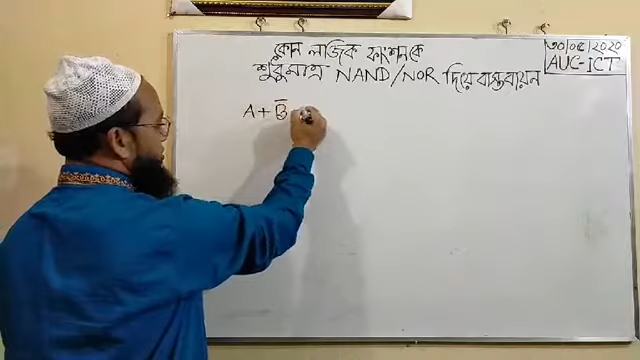 কোন লজিক ফাংশনকে
শুধুমাত্র NAND/NOR দিয়ে বাস্তবায়ন
৩০/০৫/2020
AUC-ICT
A + B̅